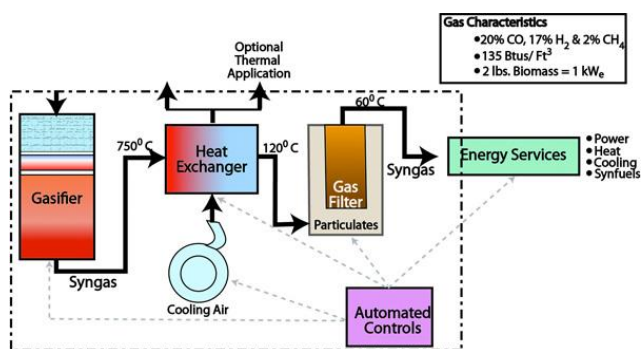 Gas Characteristics
●20% CO, 17% H₂ & 2% CH₄
●135 Btus/ Ft³
●2 lbs. Biomass = 1 kWₑ
Optional
Thermal
Application
60⁰ C
750⁰ C
Heat
Exchanger
120⁰ C
Gasifier
Gas
Filter
Particulates
Syngas
Energy Services
●Power
●Heat
●Cooling
●Synfuels
Syngas
Cooling Air
Automated
Controls